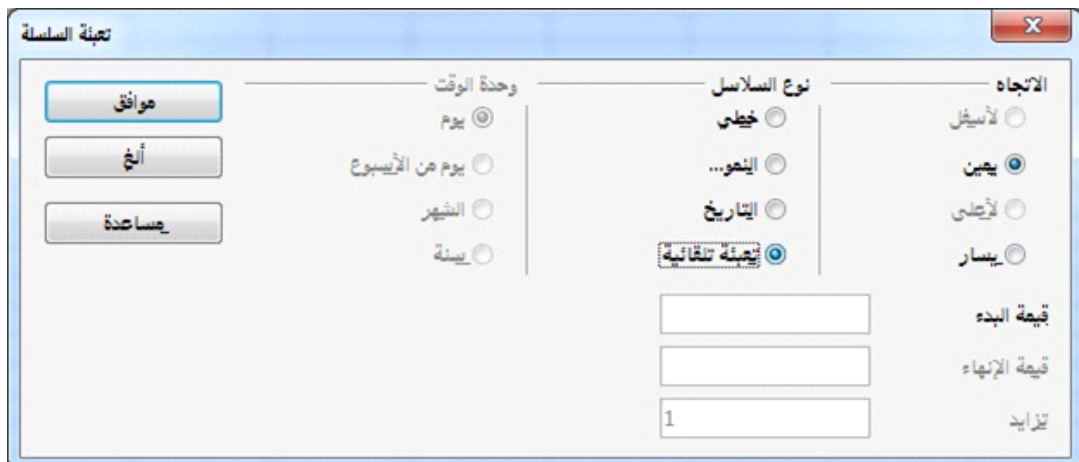 تعبئة السلسلة
الاتجاه
لأسفل
يمين
لأعلى
يسار
نوع السلاسل
خطي
النمو...
التاريخ
تعبئة تلقائية
وحدة الوقت
يوم
يوم من الأسبوع
الشهر
سنة
موافق
ألغ
مساعدة
قيمة البدء
قيمة الإنهاء
تزايد
1